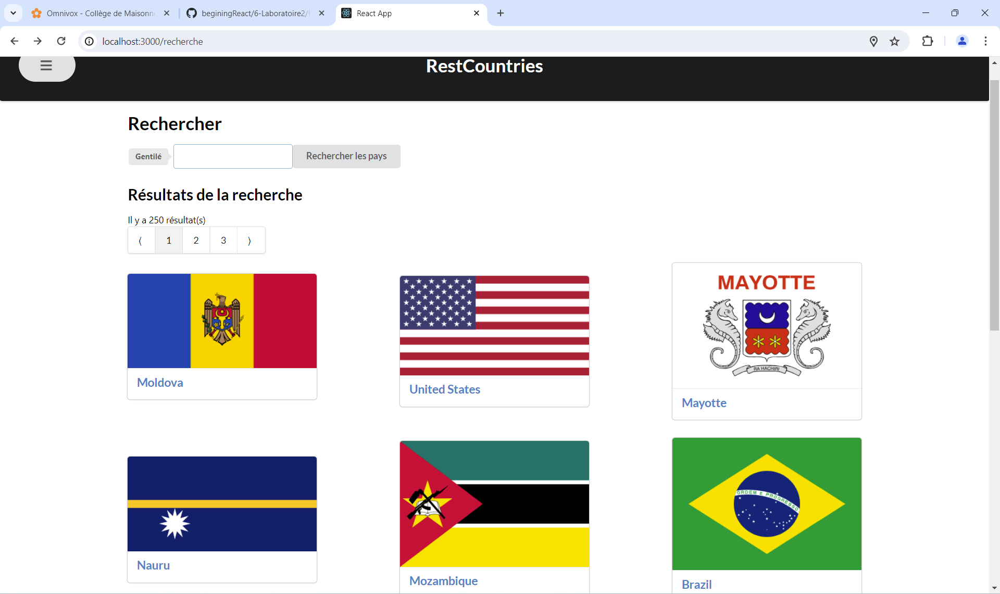 Omnivox - Collège de Maisonn
beginingReact/6-Laboratoire2/
React App
localhost:3000/recherche
RestCountries
Rechercher
Gentilé
Rechercher les pays
Résultats de la recherche
Il y a 250 résultat(s)
⟨ 1 2 3 ⟩
MAYOTTE
RA HACHIRI
Moldova
United States
Mayotte
ORDEM E PROGRESSO
Nauru
Mozambique
Brazil